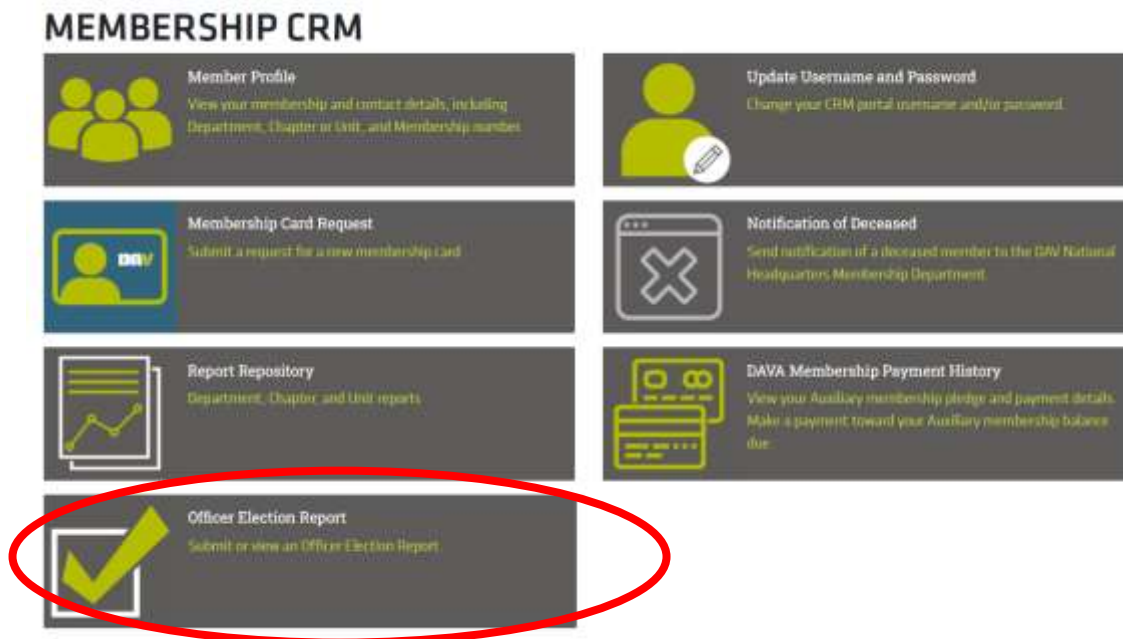 MEMBERSHIP CRM
Member Profile
View your membership and contact details, including
Department, Chapter or Unit, and Membership number.
Update Username and Password
Change your CRM portal username and/or password.
DAV
Membership Card Request
Submit a request for a new membership card
Notification of Deceased
Send notification of a deceased member to the DAV National
Headquarters Membership Department.
Report Repository
Department, Chapter, and Unit reports
DAVA Membership Payment History
View your Auxiliary membership pledge and payment details.
Make a payment toward your Auxiliary membership balance
due.
Officer Election Report
Submit or view an Officer Election Report.